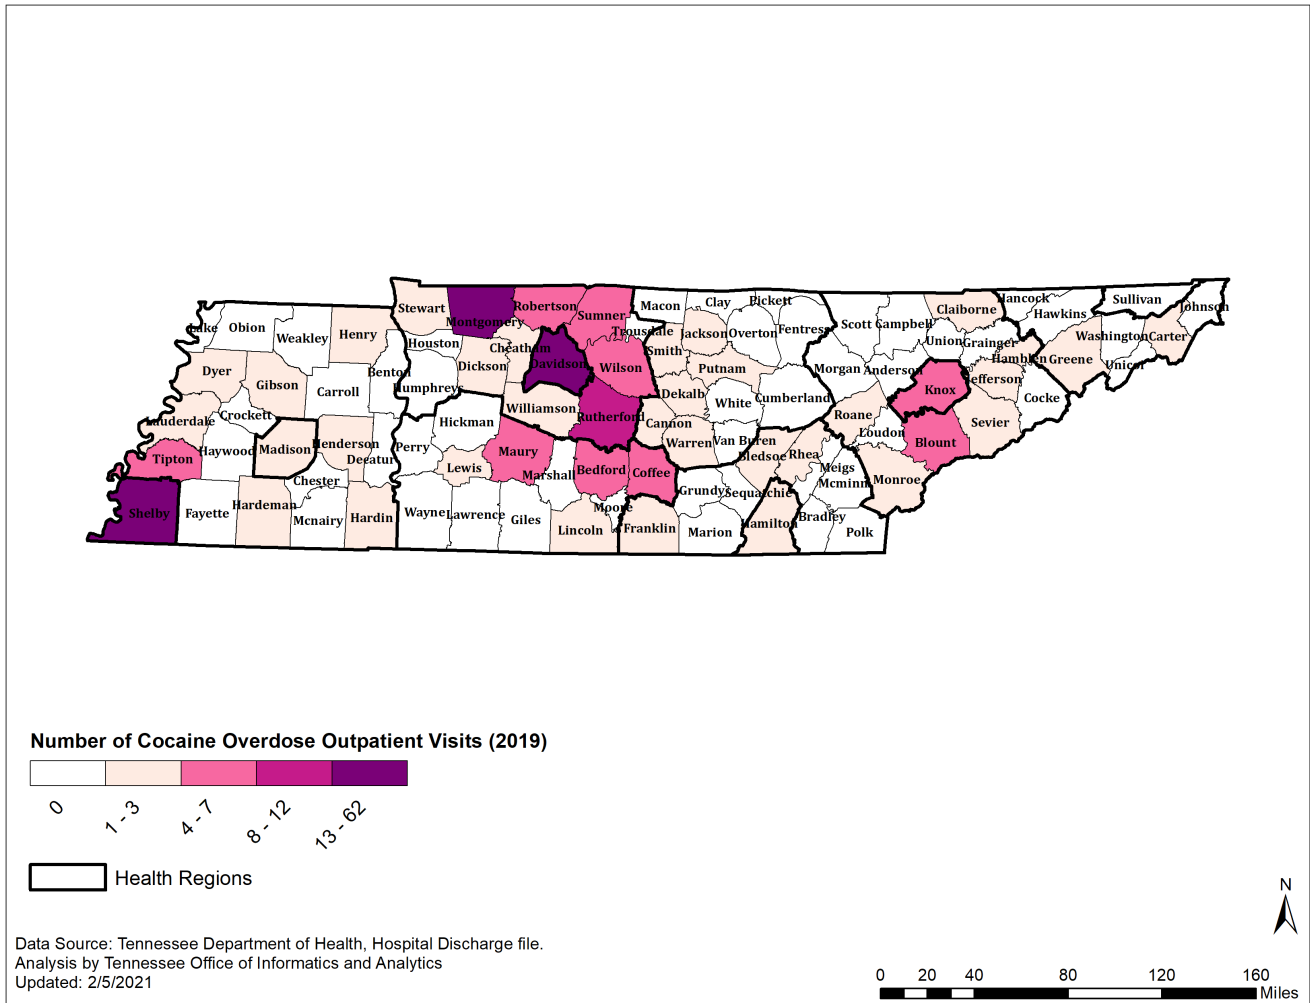 Stewart
Montgomery
Robertson
Sumner
Macon
Clay
Pickett
Claiborne
Hancock
Hawkins
Sullivan
Johnson
Lake
Obion
Weakley
Henry
Houston
Cheatham
Davidson
Trousdale
Smith
Jackson
Overton
Fentress
Scott
Campbell
Union
Grainger
Hamblen
Greene
Washington
Carter
Unicoi
Dyer
Gibson
Carroll
Benton
Humphreys
Dickson
Wilson
Putnam
Morgan
Anderson
Knox
Jefferson
Cocke
Lauderdale
Crockett
Williamson
Rutherford
Dekalb
White
Cumberland
Roane
Loudon
Blount
Sevier
Tipton
Haywood
Madison
Henderson
Decatur
Perry
Hickman
Lewis
Maury
Marshall
Bedford
Coffee
Cannon
Warren
Van Buren
Bledsoe
Rhea
Meigs
Mcminn
Monroe
Shelby
Fayette
Hardeman
Chester
Mcnairy
Hardin
Wayne
Lawrence
Giles
Lincoln
Moore
Franklin
Grundy
Sequatchie
Marion
Hamilton
Bradley
Polk
Number of Cocaine Overdose Outpatient Visits (2019)
0
1 - 3
4 - 7
8 - 12
13 - 62
Health Regions
N
Data Source: Tennessee Department of Health, Hospital Discharge file.
Analysis by Tennessee Office of Informatics and Analytics
Updated: 2/5/2021
0 20 40 80 120 160
Miles